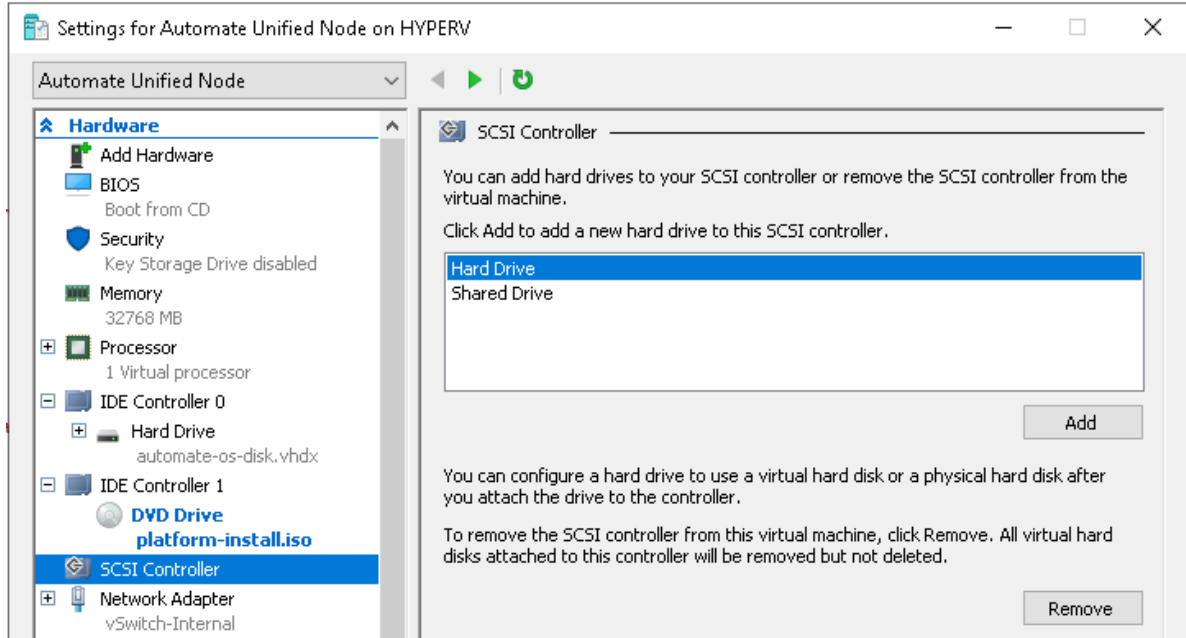 Settings for Automate Unified Node on HYPERV
Automate Unified Node
Hardware
Add Hardware
BIOS
Boot from CD
Security
Key Storage Drive disabled
Memory
32768 MB
Processor
1 Virtual processor
IDE Controller 0
Hard Drive
automate-os-disk.vhdx
IDE Controller 1
DVD Drive
platform-install.iso
SCSI Controller
Network Adapter
vSwitch-Internal
SCSI Controller
You can add hard drives to your SCSI controller or remove the SCSI controller from the
virtual machine.
Click Add to add a new hard drive to this SCSI controller.
Hard Drive
Shared Drive
Add
You can configure a hard drive to use a virtual hard disk or a physical hard disk after
you attach the drive to the controller.
To remove the SCSI controller from this virtual machine, click Remove. All virtual hard
disks attached to this controller will be removed but not deleted.
Remove